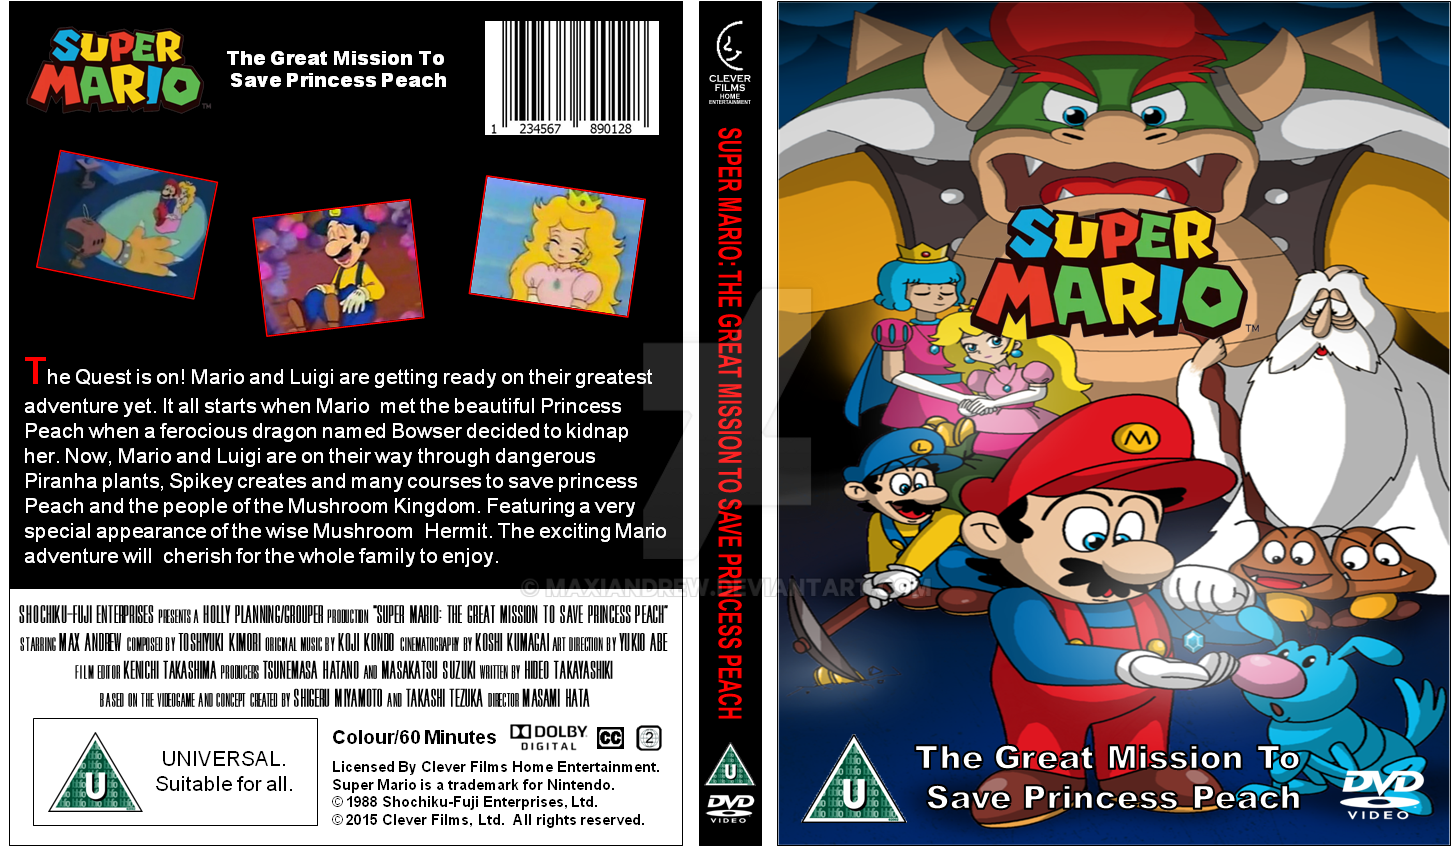 SUPER
MARIO™
The Great Mission To
Save Princess Peach
1 234567 890128
The Quest is on! Mario and Luigi are getting ready on their greatest
adventure yet. It all starts when Mario met the beautiful Princess
Peach when a ferocious dragon named Bowser decided to kidnap
her. Now, Mario and Luigi are on their way through dangerous
Piranha plants, Spikey creates and many courses to save princess
Peach and the people of the Mushroom Kingdom. Featuring a very
special appearance of the wise Mushroom Hermit. The exciting Mario
adventure will cherish for the whole family to enjoy.
SHOCHIKU-FUJI ENTERPRISES PRESENTS A HOLLY PLANNING/GROUPER PRODUCTION "SUPER MARIO: THE GREAT MISSION TO SAVE PRINCESS PEACH"
STARRING MAX ANDREW COMPOSED BY TOSHIYUKI KIMORI ORIGINAL MUSIC BY KOJI KONDO CINEMATOGRAPHY BY KOSHI KUMAGAI ART DIRECTION BY YUKIO ABE
FILM EDITOR KENICHI TAKASHIMA PRODUCERS TSUNEMASA HATANO AND MASAKATSU SUZUKI WRITTEN BY HIDEO TAKAYASHIKI
BASED ON THE VIDEOGAME AND CONCEPT CREATED BY SHIGERU MIYAMOTO AND TAKASHI TEZUKA DIRECTOR MASAMI HATA
U
UNIVERSAL.
Suitable for all.
Colour/60 Minutes DOLBY DIGITAL CC 2
Licensed By Clever Films Home Entertainment.
Super Mario is a trademark for Nintendo.
© 1988 Shochiku-Fuji Enterprises, Ltd.
© 2015 Clever Films, Ltd. All rights reserved.
CLEVER
FILMS
HOME
ENTERTAINMENT
SUPER MARIO: THE GREAT MISSION TO SAVE PRINCESS PEACH
U
DVD
VIDEO
SUPER
MARIO™
L
M
U
The Great Mission To
Save Princess Peach
DVD
VIDEO
© MAXIANDREW.DEVIANTART.COM